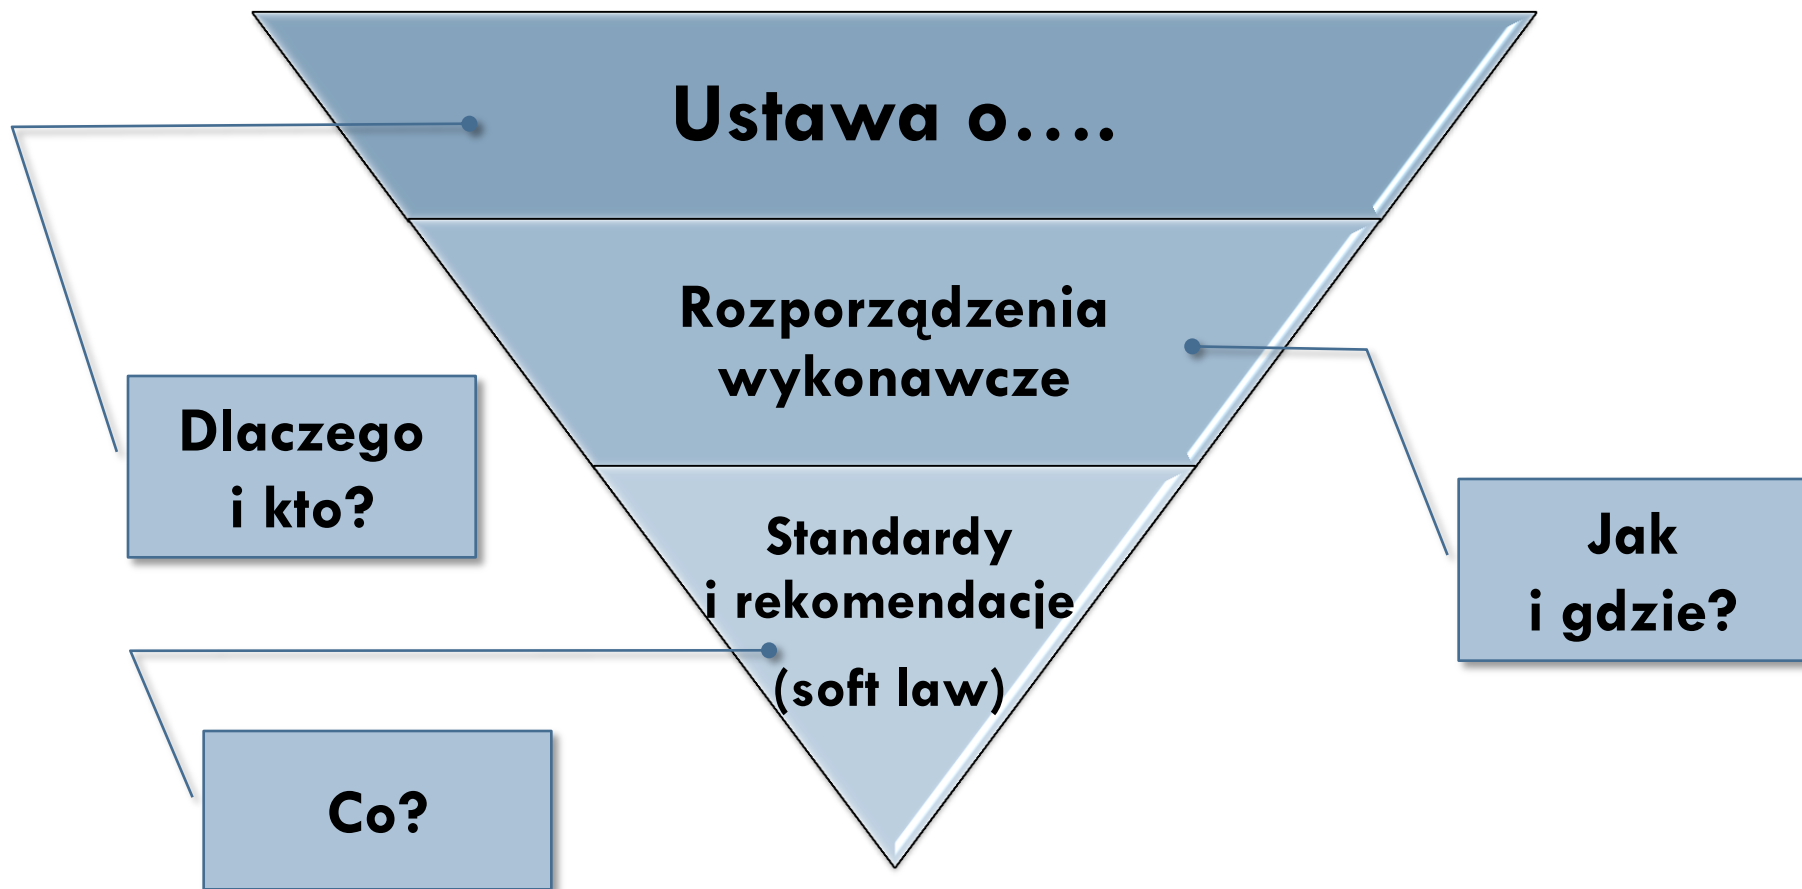 Ustawa o....
Rozporządzenia
wykonawcze
Dlaczego
i kto?
Standardy
i rekomendacje
(soft law)
Jak
i gdzie?
Co?